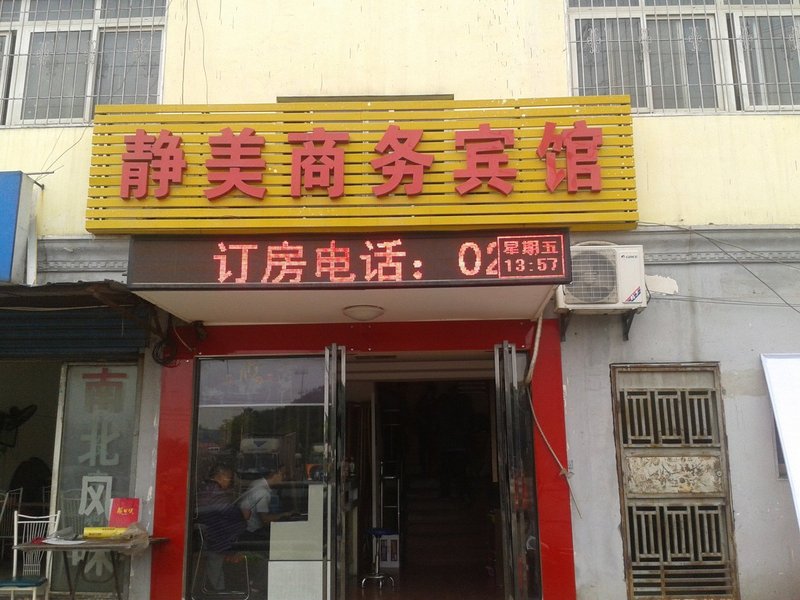 静美商务宾馆
订房电话：02
星期五
13:57
南北风味